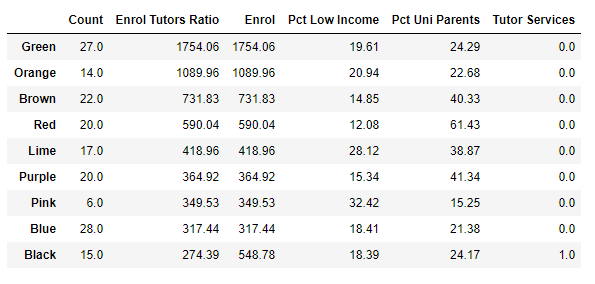 Count Enrol Tutors Ratio Enrol Pct Low Income Pct Uni Parents Tutor Services
Green 27.0 1754.06 1754.06 19.61 24.29 0.0
Orange 14.0 1089.96 1089.96 20.94 22.68 0.0
Brown 22.0 731.83 731.83 14.85 40.33 0.0
Red 20.0 590.04 590.04 12.08 61.43 0.0
Lime 17.0 418.96 418.96 28.12 38.87 0.0
Purple 20.0 364.92 364.92 15.34 41.34 0.0
Pink 6.0 349.53 349.53 32.42 15.25 0.0
Blue 28.0 317.44 317.44 18.41 21.38 0.0
Black 15.0 274.39 548.78 18.39 24.17 1.0